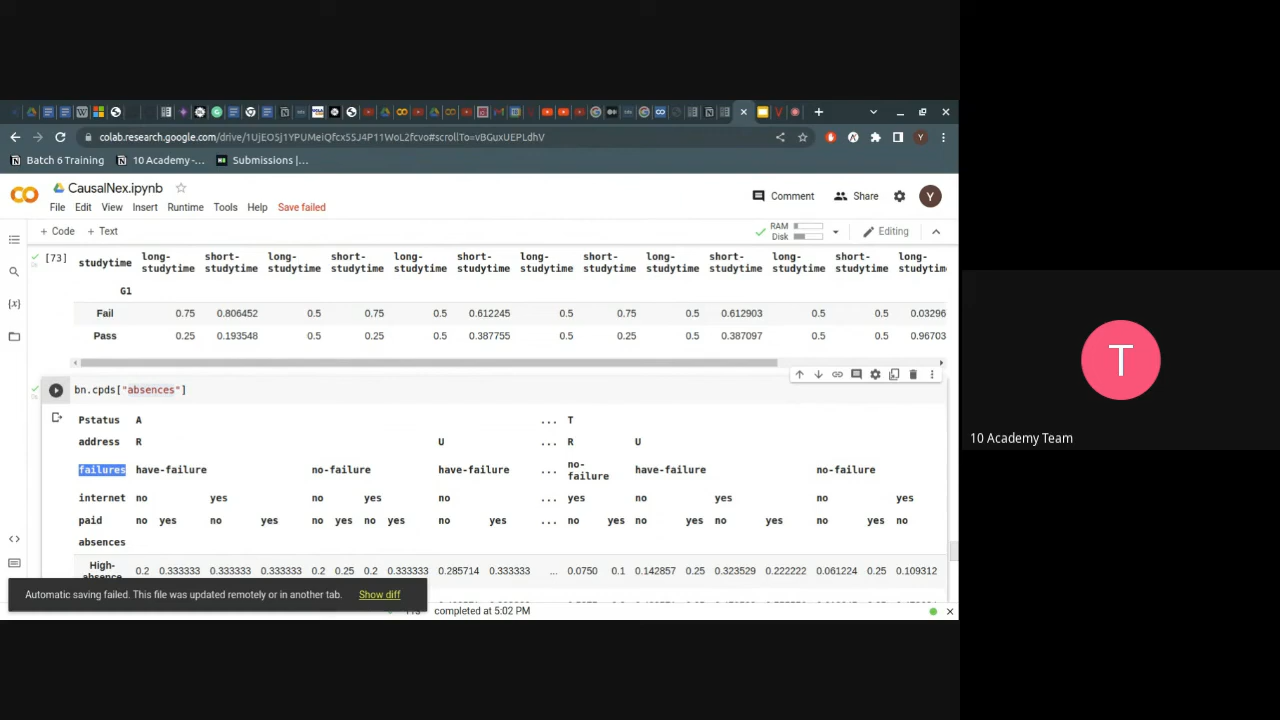 colab.research.google.com/drive/1UjEO5j1YPUMeiQfcx55J4P11WoL2fcvo#scrollTo=vBGuxUEPLdhV
Y
Batch 6 Training
10 Academy -...
Submissions |...
CausalNex.ipynb
Comment
Share
Y
File Edit View Insert Runtime Tools Help Save failed
+ Code + Text
RAM
Disk
Editing
[73]
studytime long-studytime short-studytime long-studytime short-studytime long-studytime short-studytime long-studytime short-studytime long-studytime short-studytime long-studytime short-studytime long-studytim
G1
Fail 0.75 0.806452 0.5 0.75 0.5 0.612245 0.5 0.75 0.5 0.612903 0.5 0.5 0.03296
Pass 0.25 0.193548 0.5 0.25 0.5 0.387755 0.5 0.25 0.5 0.387097 0.5 0.5 0.96703
bn.cpds["absences"]
Pstatus A ... T
address R U ... R U
failures have-failure no-failure have-failure ... no-failure have-failure no-failure
internet no yes no yes no ... yes no yes no yes
paid no yes no yes no yes no yes no yes ... no yes no yes no yes no yes no
absences
High-absence 0.2 0.333333 0.333333 0.333333 0.2 0.25 0.2 0.333333 0.285714 0.333333 ... 0.0750 0.1 0.142857 0.25 0.323529 0.222222 0.061224 0.25 0.109312
Automatic saving failed. This file was updated remotely or in another tab. Show diff
completed at 5:02 PM
T
10 Academy Team